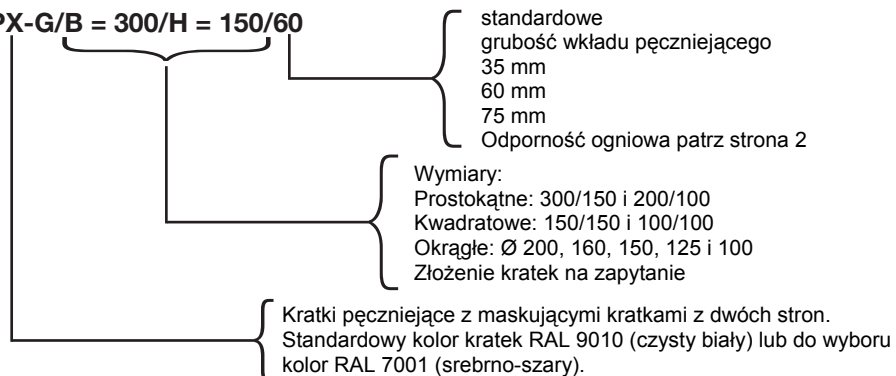 PX-G/B = 300/H = 150/60
standardowe
grubość wkładu pęczniejącego
35 mm
60 mm
75 mm
Odporność ogniowa patrz strona 2
Wymiary:
Prostokątne: 300/150 i 200/100
Kwadratowe: 150/150 i 100/100
Okrągłe: Ø 200, 160, 150, 125 i 100
Złożenie kratek na zapytanie
Kratki pęczniejące z maskującymi kratkami z dwóch stron.
Standardowy kolor kratek RAL 9010 (czysty biały) lub do wyboru
kolor RAL 7001 (srebrno-szary).